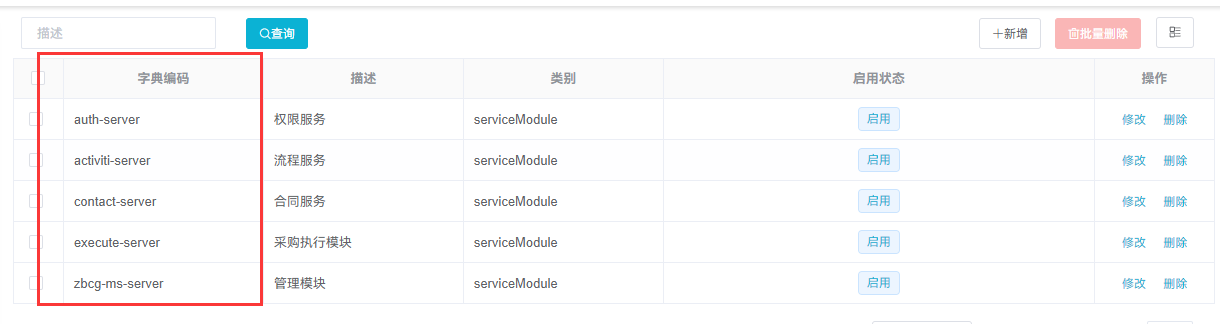 描述 查询 新增 批量删除
字典编码 描述 类别 启用状态 操作
auth-server 权限服务 serviceModule 启用 修改 删除
activiti-server 流程服务 serviceModule 启用 修改 删除
contact-server 合同服务 serviceModule 启用 修改 删除
execute-server 采购执行模块 serviceModule 启用 修改 删除
zbcg-ms-server 管理模块 serviceModule 启用 修改 删除